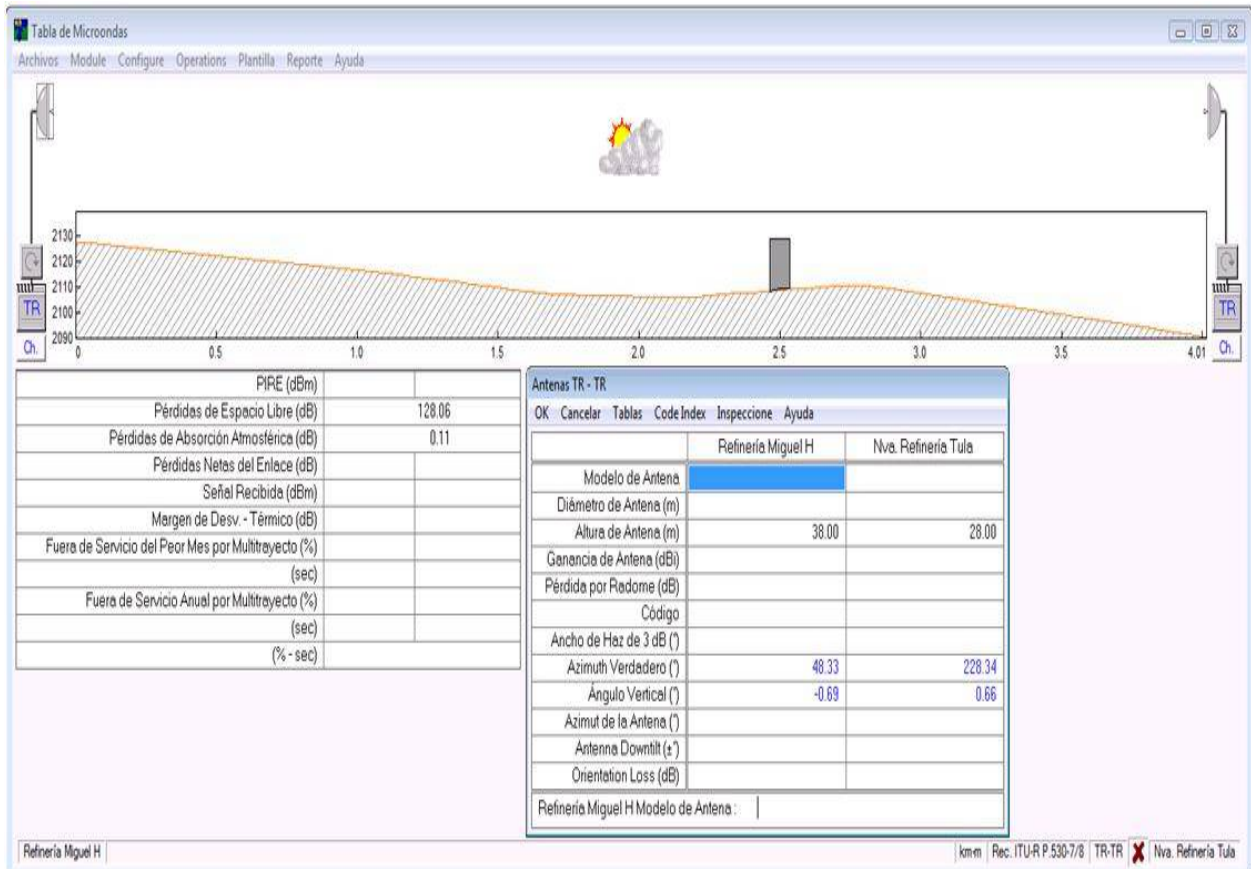 Tabla de Microondas
Archivos Module Configure Operations Plantilla Reporte Ayuda
2130
2120
2110
2100
2090
TR
Ch.
TR
Ch.
0 0.5 1.0 1.5 2.0 2.5 3.0 3.5 4.01
PIRE (dBm)
Pérdidas de Espacio Libre (dB) 128.06
Pérdidas de Absorción Atmosférica (dB) 0.11
Pérdidas Netas del Enlace (dB)
Señal Recibida (dBm)
Margen de Desv. - Térmico (dB)
Fuera de Servicio del Peor Mes por Multitrayecto (%)
(sec)
Fuera de Servicio Anual por Multitrayecto (%)
(sec)
(% - sec)
Antenas TR - TR
OK Cancelar Tablas Code Index Inspeccione Ayuda
Refinería Miguel H Nva. Refinería Tula
Modelo de Antena
Diámetro de Antena (m)
Altura de Antena (m) 38.00 28.00
Ganancia de Antena (dBi)
Pérdida por Radome (dB)
Código
Ancho de Haz de 3 dB (°)
Azimuth Verdadero (°) 48.33 228.34
Ángulo Vertical (°) -0.69 0.66
Azimut de la Antena (°)
Antenna Downtilt (±°)
Orientation Loss (dB)
Refinería Miguel H Modelo de Antena :
Refinería Miguel H km-m Rec. ITU-R P.530-7/8 TR-TR Nva. Refinería Tula